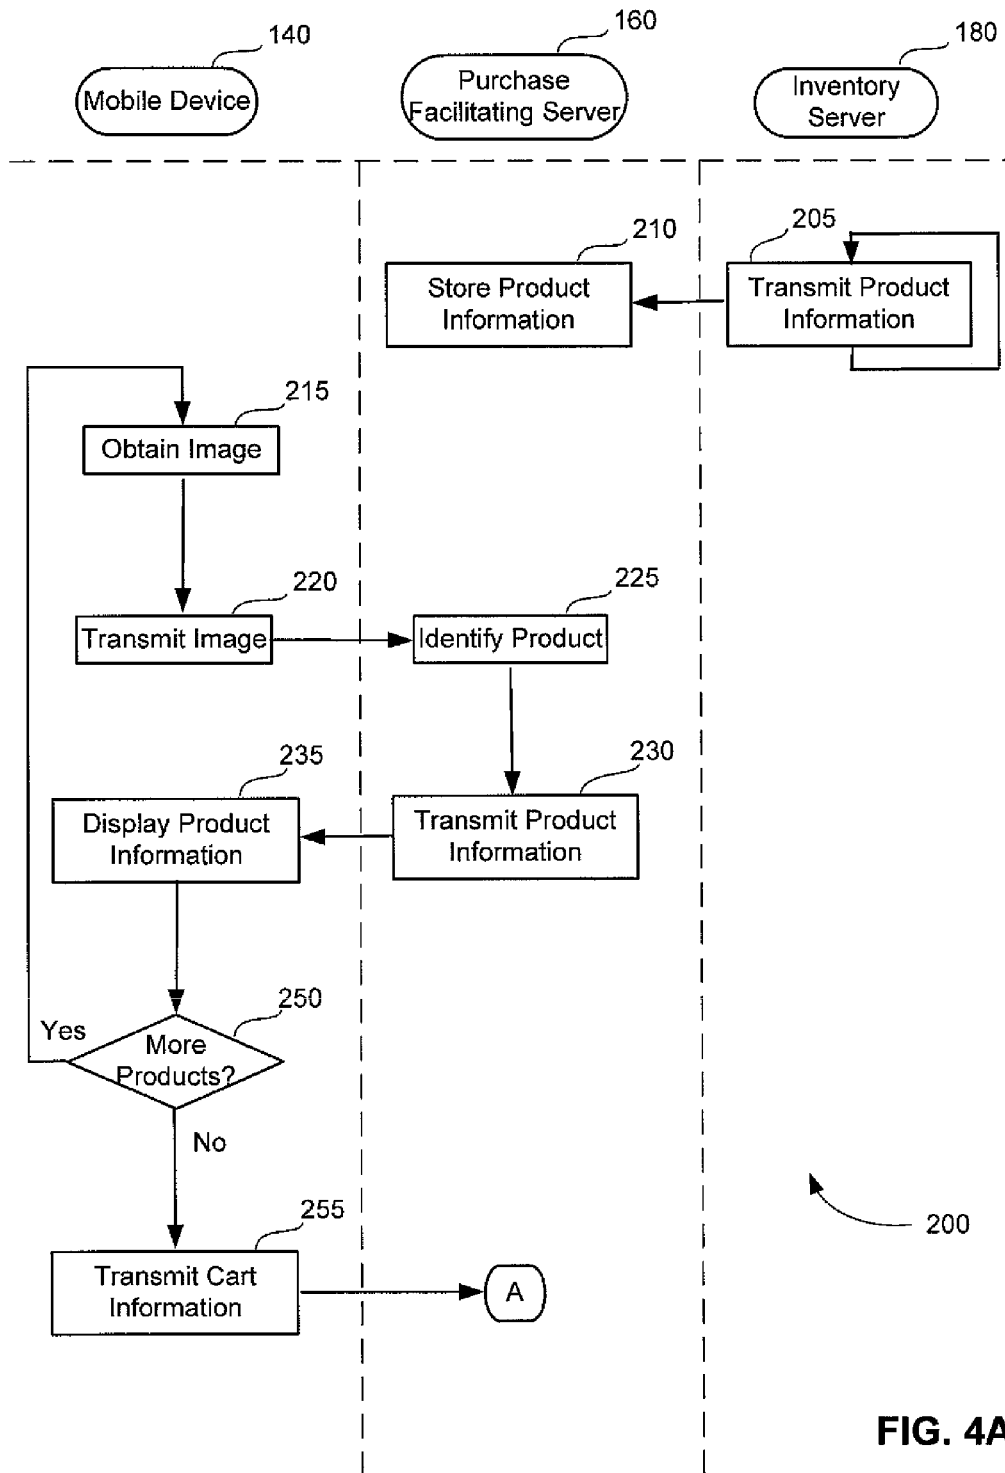 140
160
180
Mobile Device
Purchase
Facilitating Server
Inventory
Server
210
205
Store Product
Information
Transmit Product
Information
215
Obtain Image
220
225
Transmit Image
Identify Product
235
230
Display Product
Information
Transmit Product
Information
250
Yes
More
Products?
No
255
200
Transmit Cart
Information
A
FIG. 4A